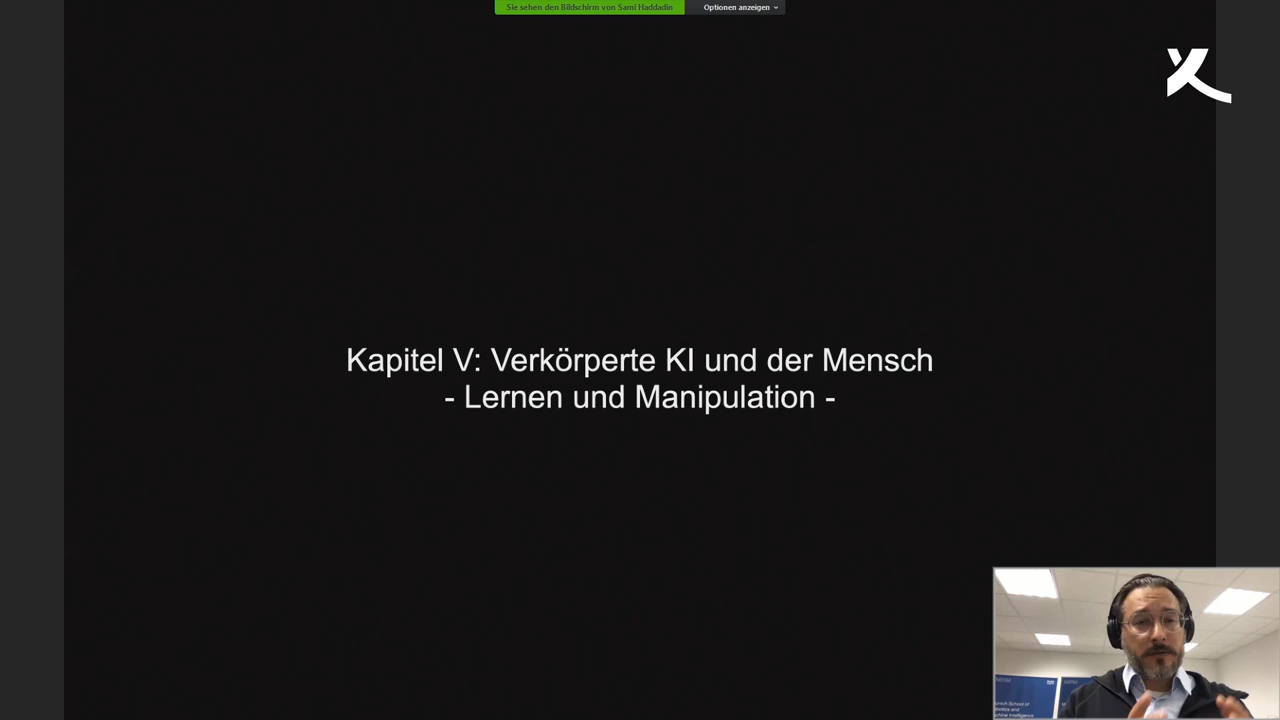 Sie sehen den Bildschirm von Sami Haddadin
Optionen anzeigen
Kapitel V: Verkörperte KI und der Mensch
- Lernen und Manipulation -